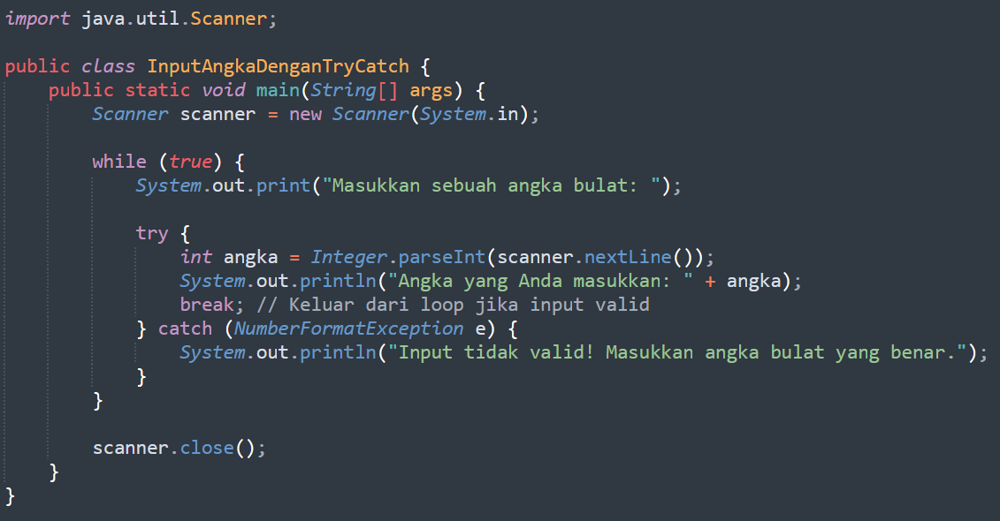 import java.util.Scanner;
public class InputAngkaDenganTryCatch {
    public static void main(String[] args) {
        Scanner scanner = new Scanner(System.in);
        while (true) {
            System.out.print("Masukkan sebuah angka bulat: ");
            try {
                int angka = Integer.parseInt(scanner.nextLine());
                System.out.println("Angka yang Anda masukkan: " + angka);
                break; // Keluar dari loop jika input valid
            } catch (NumberFormatException e) {
                System.out.println("Input tidak valid! Masukkan angka bulat yang benar.");
            }
        }
        scanner.close();
    }
}